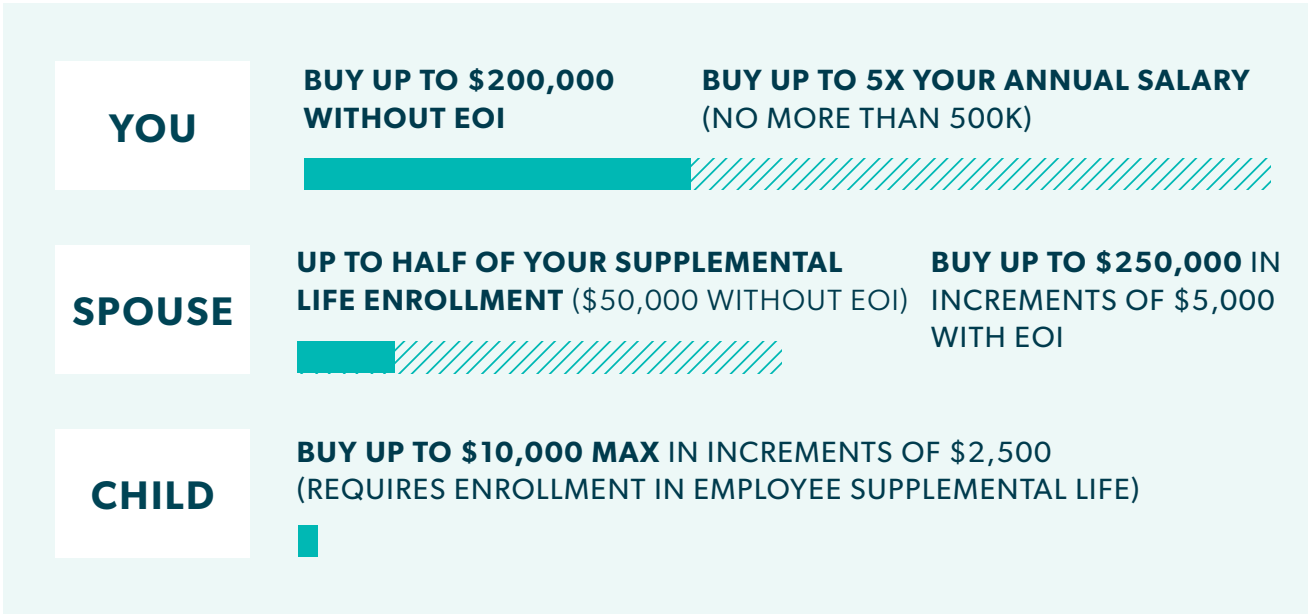 YOU
BUY UP TO $200,000
WITHOUT EOI
BUY UP TO 5X YOUR ANNUAL SALARY
(NO MORE THAN 500K)
SPOUSE
UP TO HALF OF YOUR SUPPLEMENTAL
LIFE ENROLLMENT ($50,000 WITHOUT EOI)
BUY UP TO $250,000 IN
INCREMENTS OF $5,000
WITH EOI
CHILD
BUY UP TO $10,000 MAX IN INCREMENTS OF $2,500
(REQUIRES ENROLLMENT IN EMPLOYEE SUPPLEMENTAL LIFE)